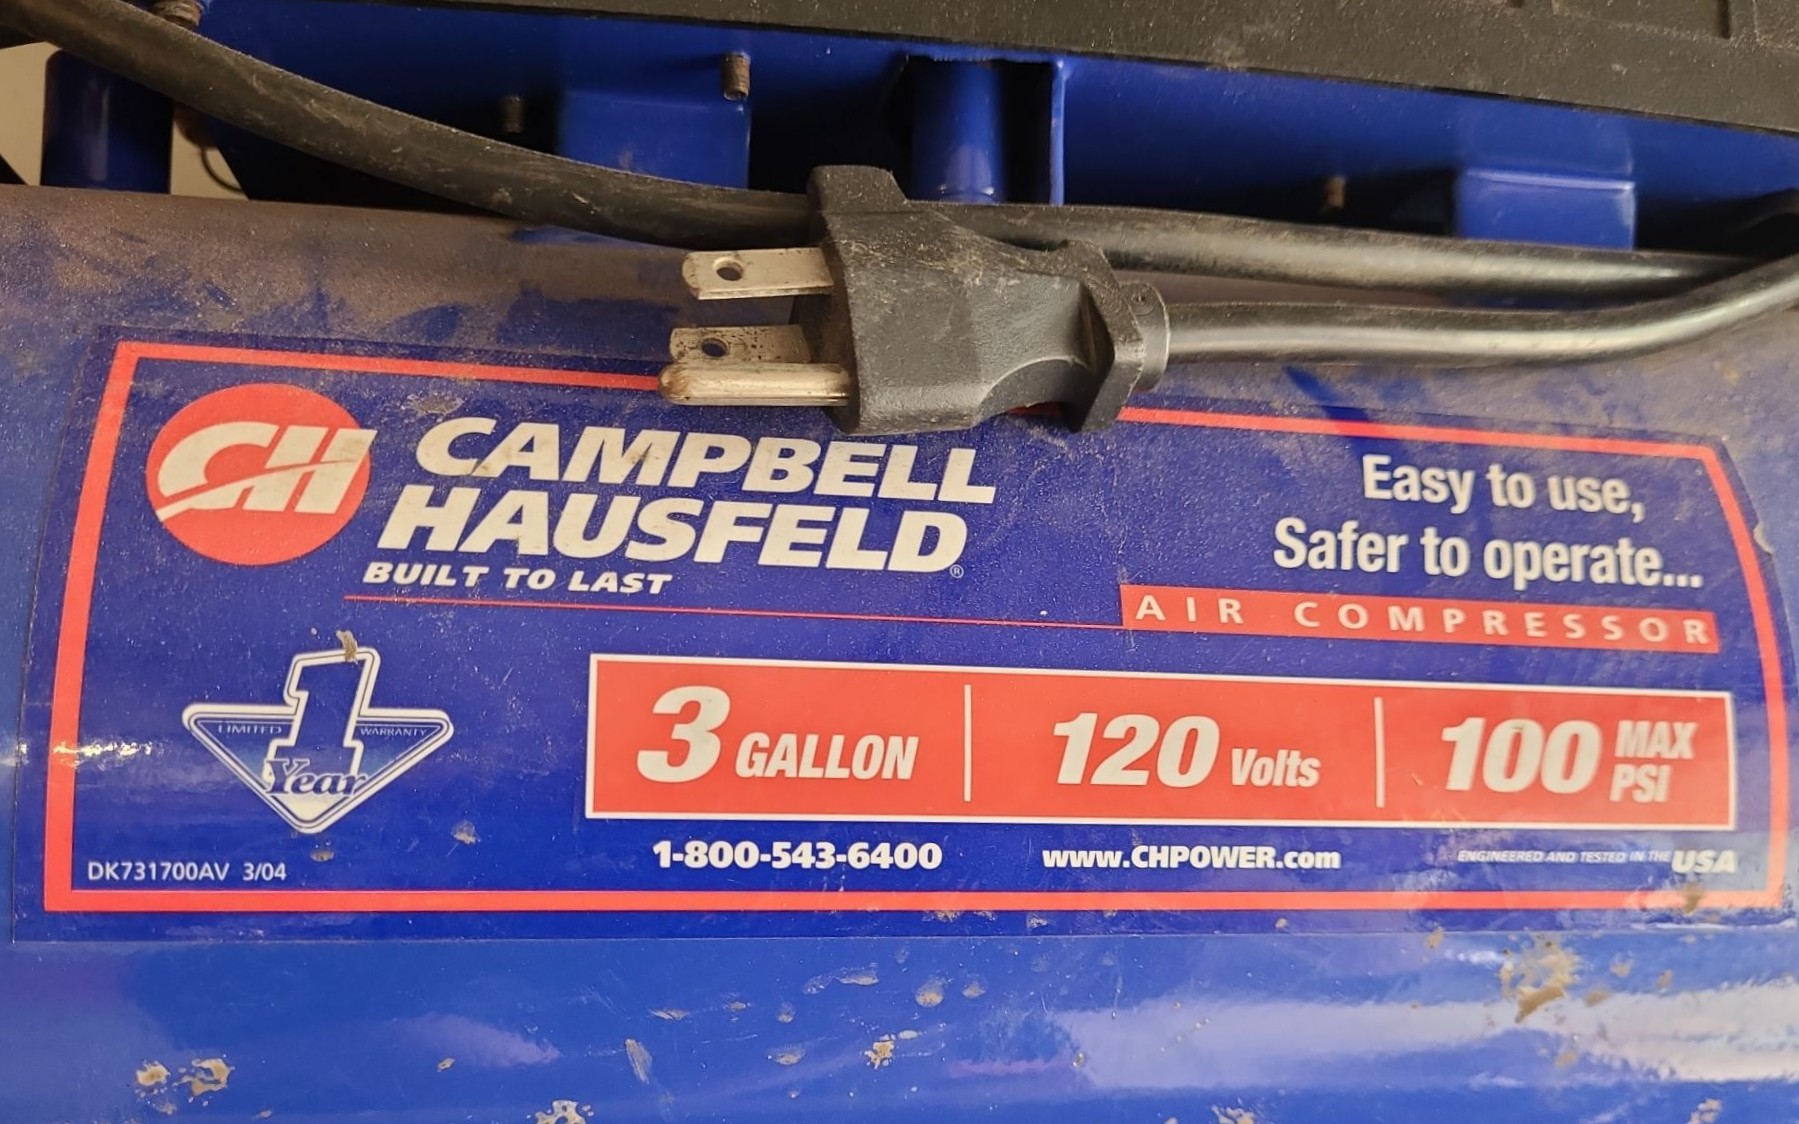 CH CAMPBELL
HAUSFELD®
BUILT TO LAST
Easy to use,
Safer to operate...
AIR COMPRESSOR
1
LIMITED WARRANTY
Year
3 GALLON | 120 Volts | 100 MAX PSI
1-800-543-6400 www.CHPOWER.com ENGINEERED AND TESTED IN THE USA
DK731700AV 3/04